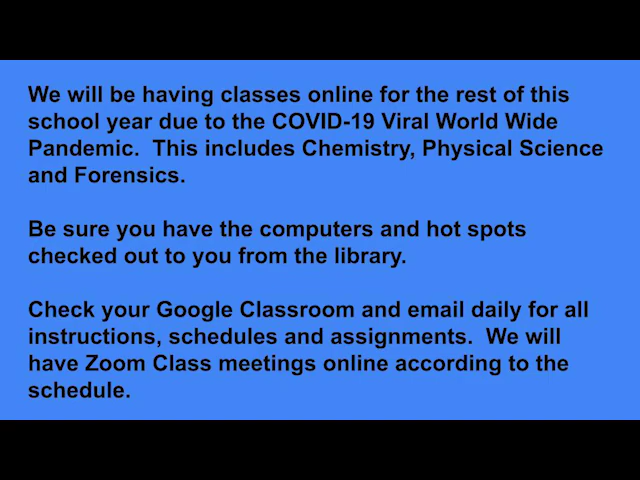 We will be having classes online for the rest of this
school year due to the COVID-19 Viral World Wide
Pandemic.  This includes Chemistry, Physical Science
and Forensics.
Be sure you have the computers and hot spots
checked out to you from the library.
Check your Google Classroom and email daily for all
instructions, schedules and assignments.  We will
have Zoom Class meetings online according to the
schedule.